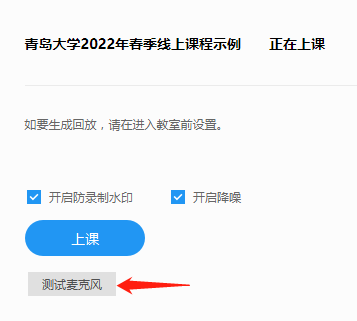 青岛大学2022年春季线上课程示例 正在上课
如要生成回放，请在进入教室前设置。
开启防录制水印 开启降噪
上课
测试麦克风